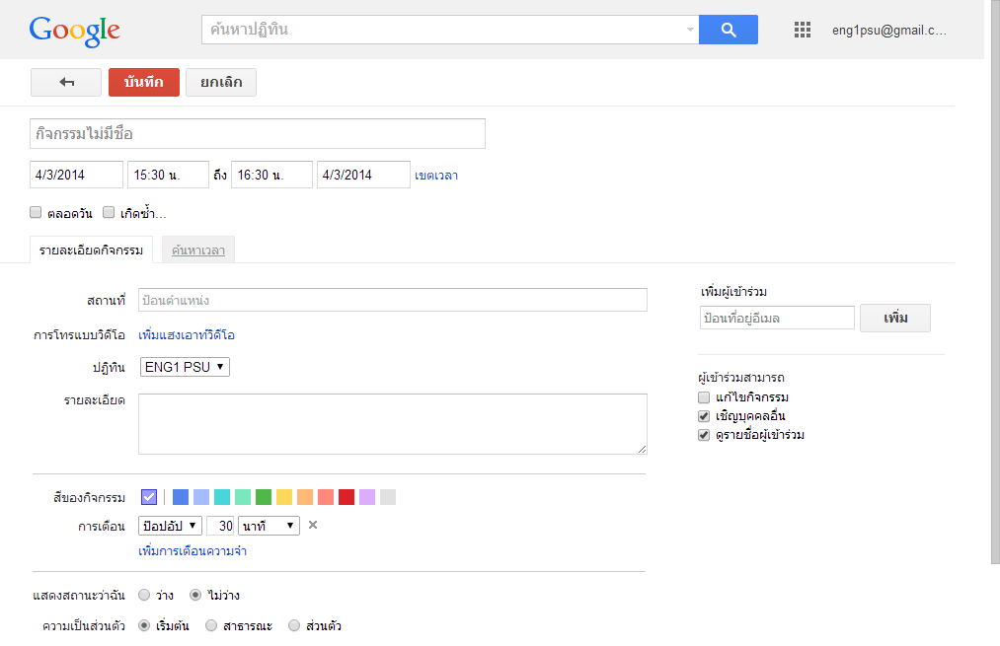 Google ค้นหาปฏิทิน eng1psu@gmail.c...
บันทึก ยกเลิก
กิจกรรมไม่มีชื่อ
4/3/2014 15:30 น. ถึง 16:30 น. 4/3/2014 เขตเวลา
ตลอดวัน เกิดซ้ำ...
รายละเอียดกิจกรรม ค้นหาเวลา
สถานที่ ป้อนตำแหน่ง
การโทรแบบวิดีโอ เพิ่มแฮงเอาท์วิดีโอ
ปฏิทิน ENG1 PSU
รายละเอียด
สีของกิจกรรม
การเตือน ป๊อปอัป 30 นาที
เพิ่มการเตือนความจำ
แสดงสถานะว่าฉัน ว่าง ไม่ว่าง
ความเป็นส่วนตัว เริ่มต้น สาธารณะ ส่วนตัว
เพิ่มผู้เข้าร่วม
ป้อนที่อยู่อีเมล เพิ่ม
ผู้เข้าร่วมสามารถ
แก้ไขกิจกรรม
เชิญบุคคลอื่น
ดูรายชื่อผู้เข้าร่วม